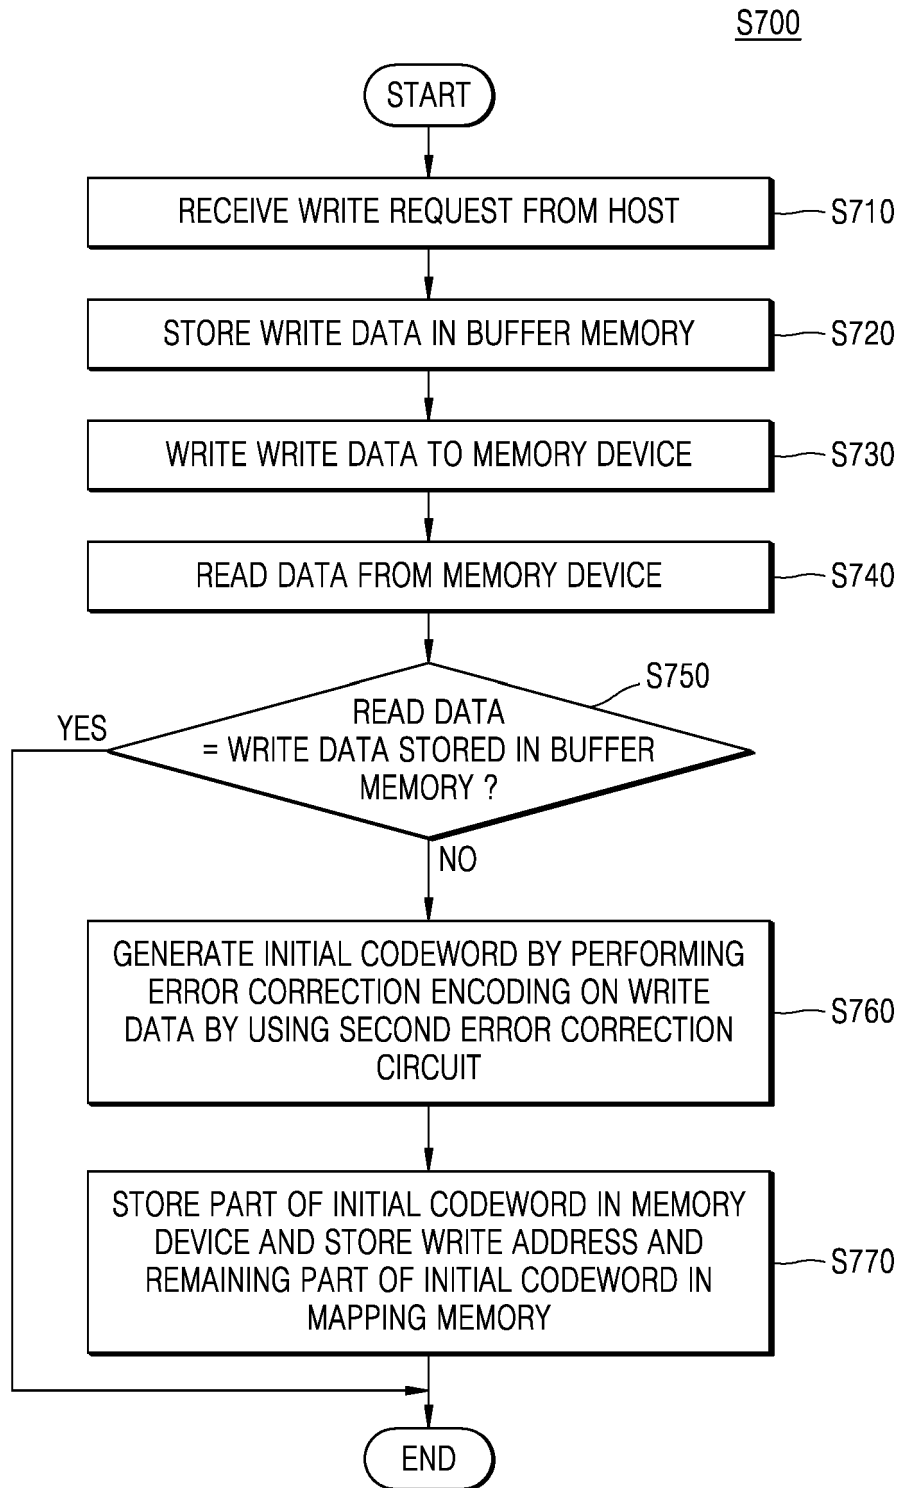 S700
START
RECEIVE WRITE REQUEST FROM HOST
S710
STORE WRITE DATA IN BUFFER MEMORY
S720
WRITE WRITE DATA TO MEMORY DEVICE
S730
READ DATA FROM MEMORY DEVICE
S740
S750
READ DATA
= WRITE DATA STORED IN BUFFER
MEMORY ?
YES
NO
GENERATE INITIAL CODEWORD BY PERFORMING
ERROR CORRECTION ENCODING ON WRITE
DATA BY USING SECOND ERROR CORRECTION
CIRCUIT
S760
STORE PART OF INITIAL CODEWORD IN MEMORY
DEVICE AND STORE WRITE ADDRESS AND
REMAINING PART OF INITIAL CODEWORD IN
MAPPING MEMORY
S770
END